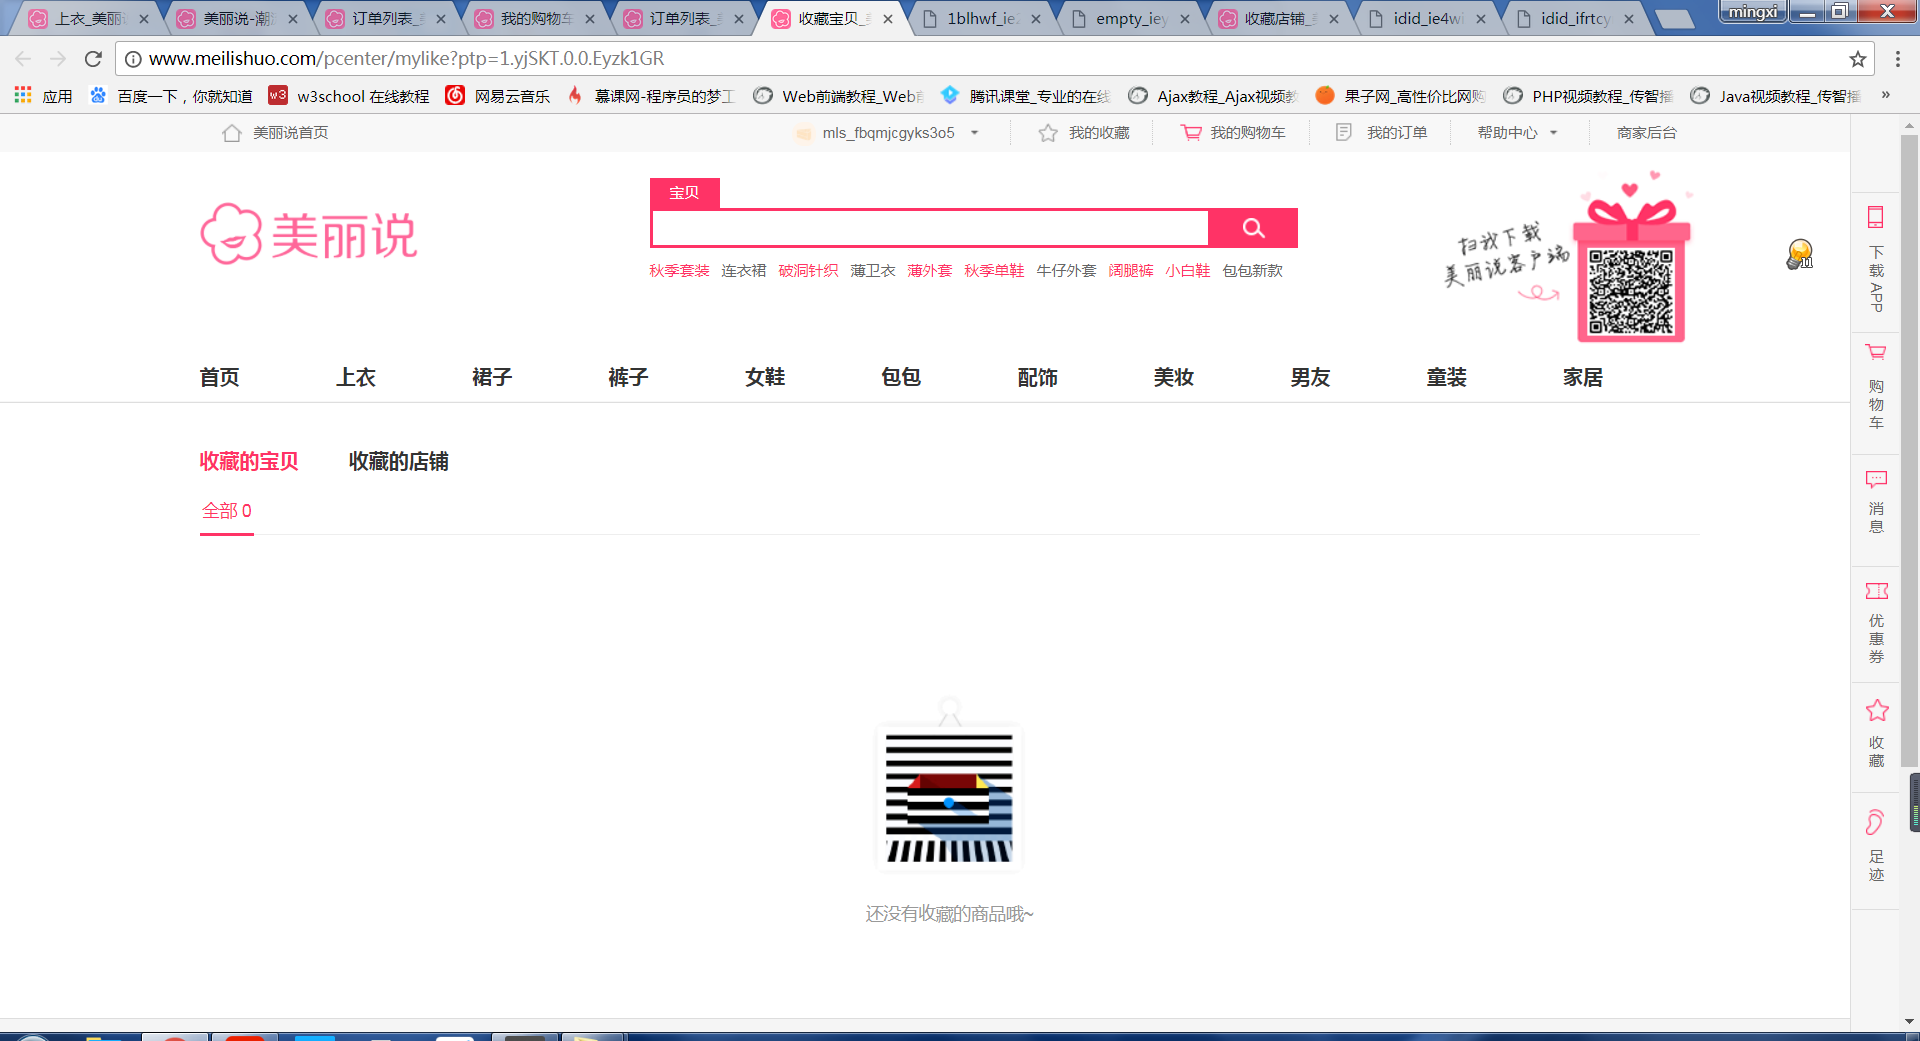 上衣_美丽
美丽说-潮
订单列表_
我的购物车
订单列表_
收藏宝贝_
1blhwf_ie
empty_iey
收藏店铺_
idid_ie4wi
idid_ifrtcy
mingxi
www.meilishuo.com/pcenter/mylike?ptp=1.yjSKT.0.0.Eyzk1GR
应用
百度一下，你就知道
w3school 在线教程
网易云音乐
慕课网-程序员的梦工
Web前端教程_Web
腾讯课堂_专业的在线
Ajax教程_Ajax视频教
果子网_高性价比网购
PHP视频教程_传智播
Java视频教程_传智播
»
美丽说首页
mls_fbqmjcgyks3o5
我的收藏
我的购物车
我的订单
帮助中心
商家后台
美丽说
宝贝
秋季套装 连衣裙 破洞针织 薄卫衣 薄外套 秋季单鞋 牛仔外套 阔腿裤 小白鞋 包包新款
扫我下载
美丽说客户端
11
首页 上衣 裙子 裤子 女鞋 包包 配饰 美妆 男友 童装 家居
收藏的宝贝 收藏的店铺
全部 0
还没有收藏的商品哦~
下载APP
购物车
消息
优惠券
收藏
足迹